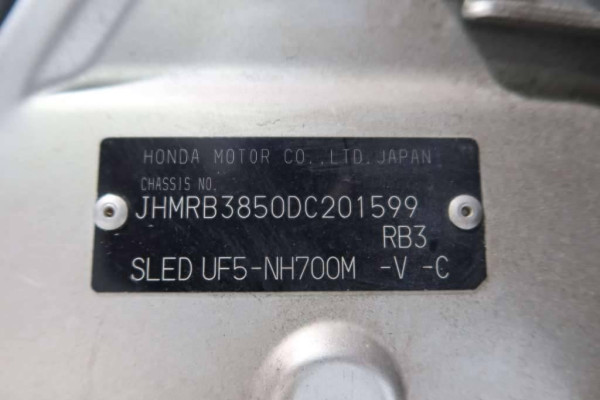 HONDA MOTOR CO.,LTD.JAPAN
CHASSIS NO.
JHMRB3850DC201599
RB3
SLED UF5-NH700M -V -C